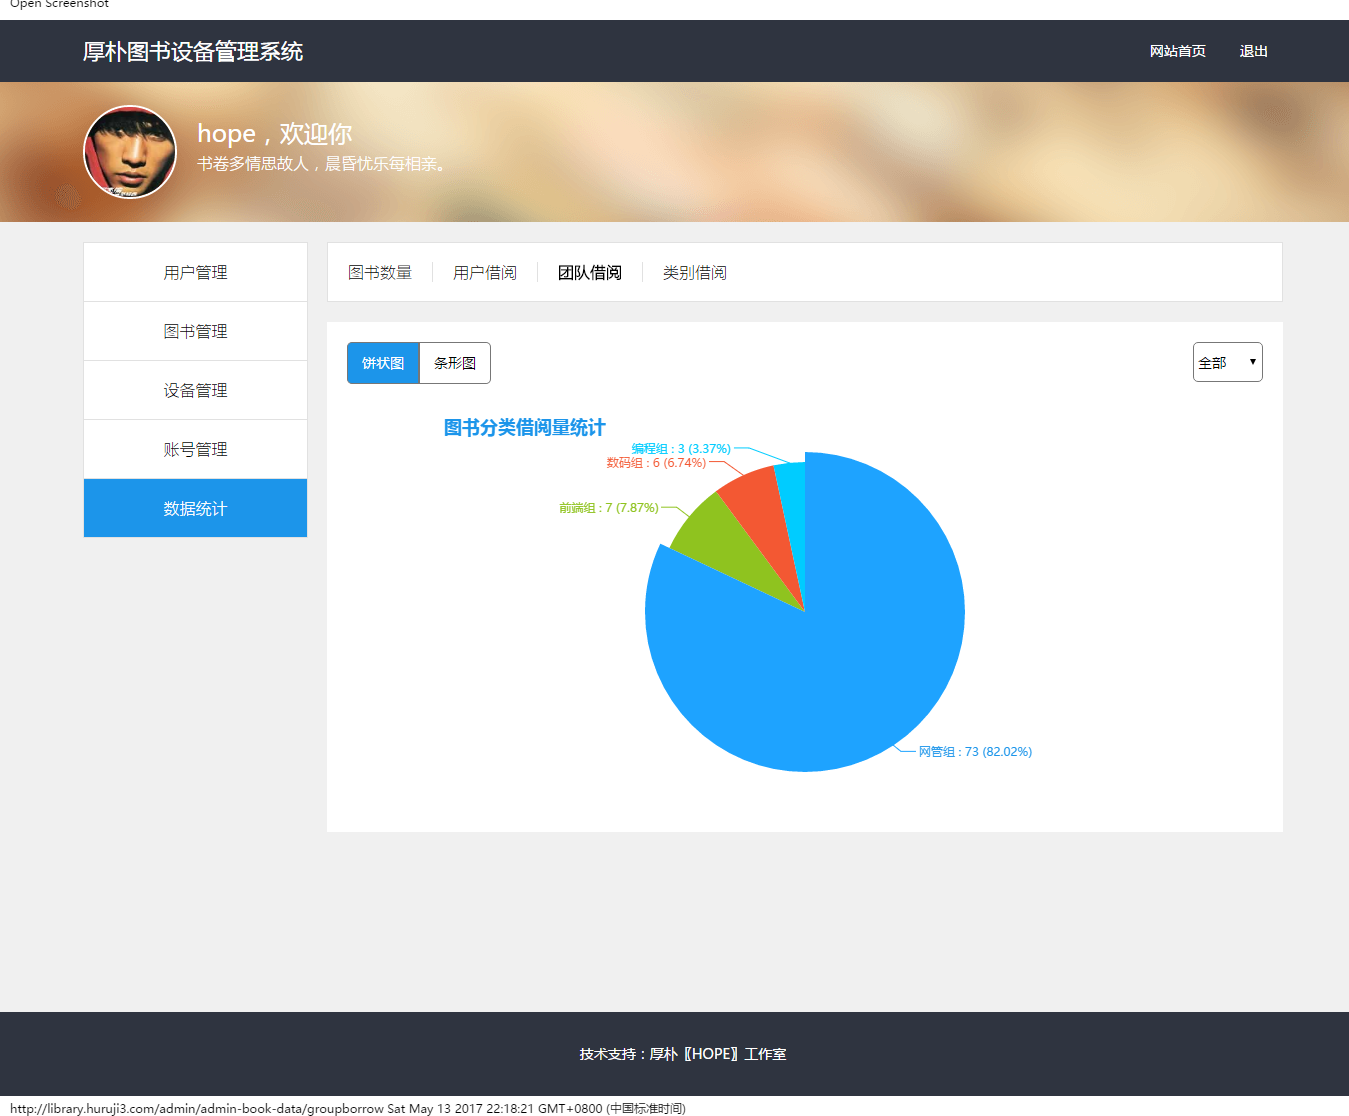 Open Screenshot
厚朴图书设备管理系统
网站首页 退出
hope，欢迎你
书卷多情思故人，晨昏忧乐每相亲。
用户管理
图书管理
设备管理
账号管理
数据统计
图书数量 用户借阅 团队借阅 类别借阅
饼状图 条形图
全部
图书分类借阅量统计
编程组 : 3 (3.37%)
数码组 : 6 (6.74%)
前端组 : 7 (7.87%)
网管组 : 73 (82.02%)
技术支持：厚朴〖HOPE〗工作室
http://library.huruji3.com/admin/admin-book-data/groupborrow Sat May 13 2017 22:18:21 GMT+0800 (中国标准时间)